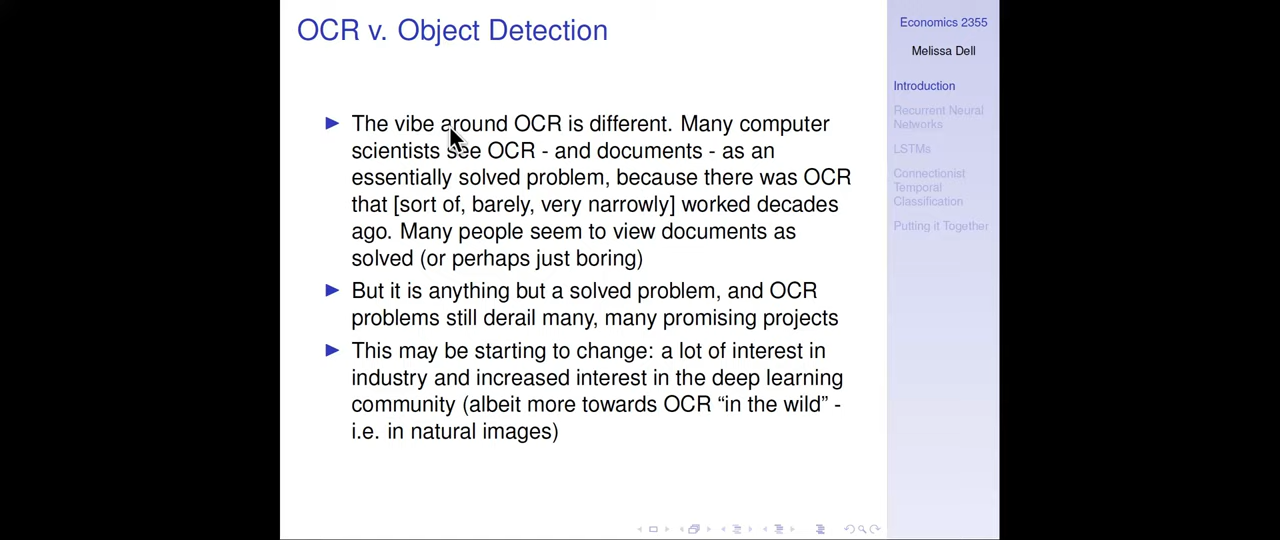 OCR v. Object Detection
The vibe around OCR is different. Many computer
scientists see OCR - and documents - as an
essentially solved problem, because there was OCR
that [sort of, barely, very narrowly] worked decades
ago. Many people seem to view documents as
solved (or perhaps just boring)
But it is anything but a solved problem, and OCR
problems still derail many, many promising projects
This may be starting to change: a lot of interest in
industry and increased interest in the deep learning
community (albeit more towards OCR “in the wild” -
i.e. in natural images)
Economics 2355
Melissa Dell
Introduction
Recurrent Neural
Networks
LSTMs
Connectionist
Temporal
Classification
Putting it Together